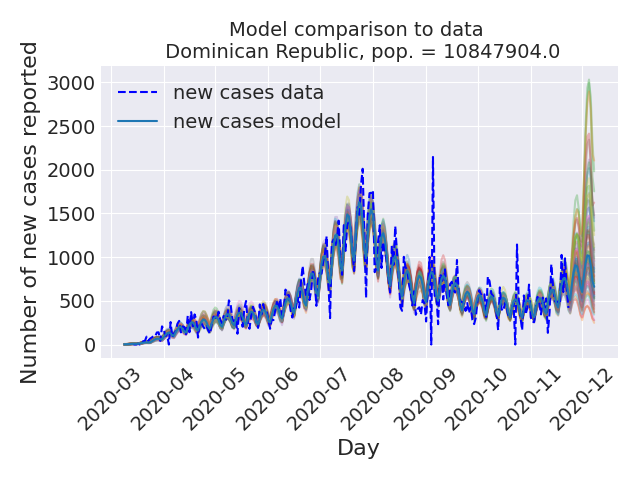 Model comparison to data
Dominican Republic, pop. = 10847904.0
Number of new cases reported
3000
2500
2000
1500
1000
500
0
new cases data
new cases model
2020-03
2020-04
2020-05
2020-06
2020-07
2020-08
2020-09
2020-10
2020-11
2020-12
Day